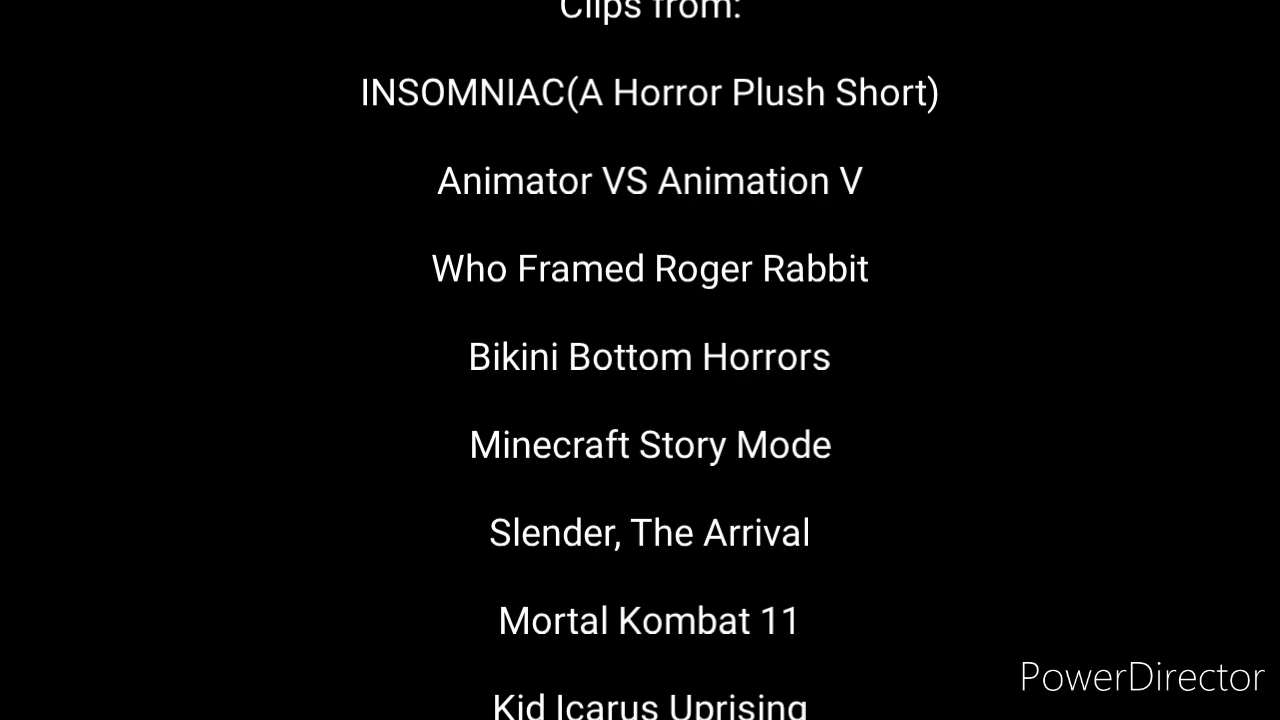 Clips from:
INSOMNIAC(A Horror Plush Short)
Animator VS Animation V
Who Framed Roger Rabbit
Bikini Bottom Horrors
Minecraft Story Mode
Slender, The Arrival
Mortal Kombat 11
PowerDirector
Kid Icarus Uprising